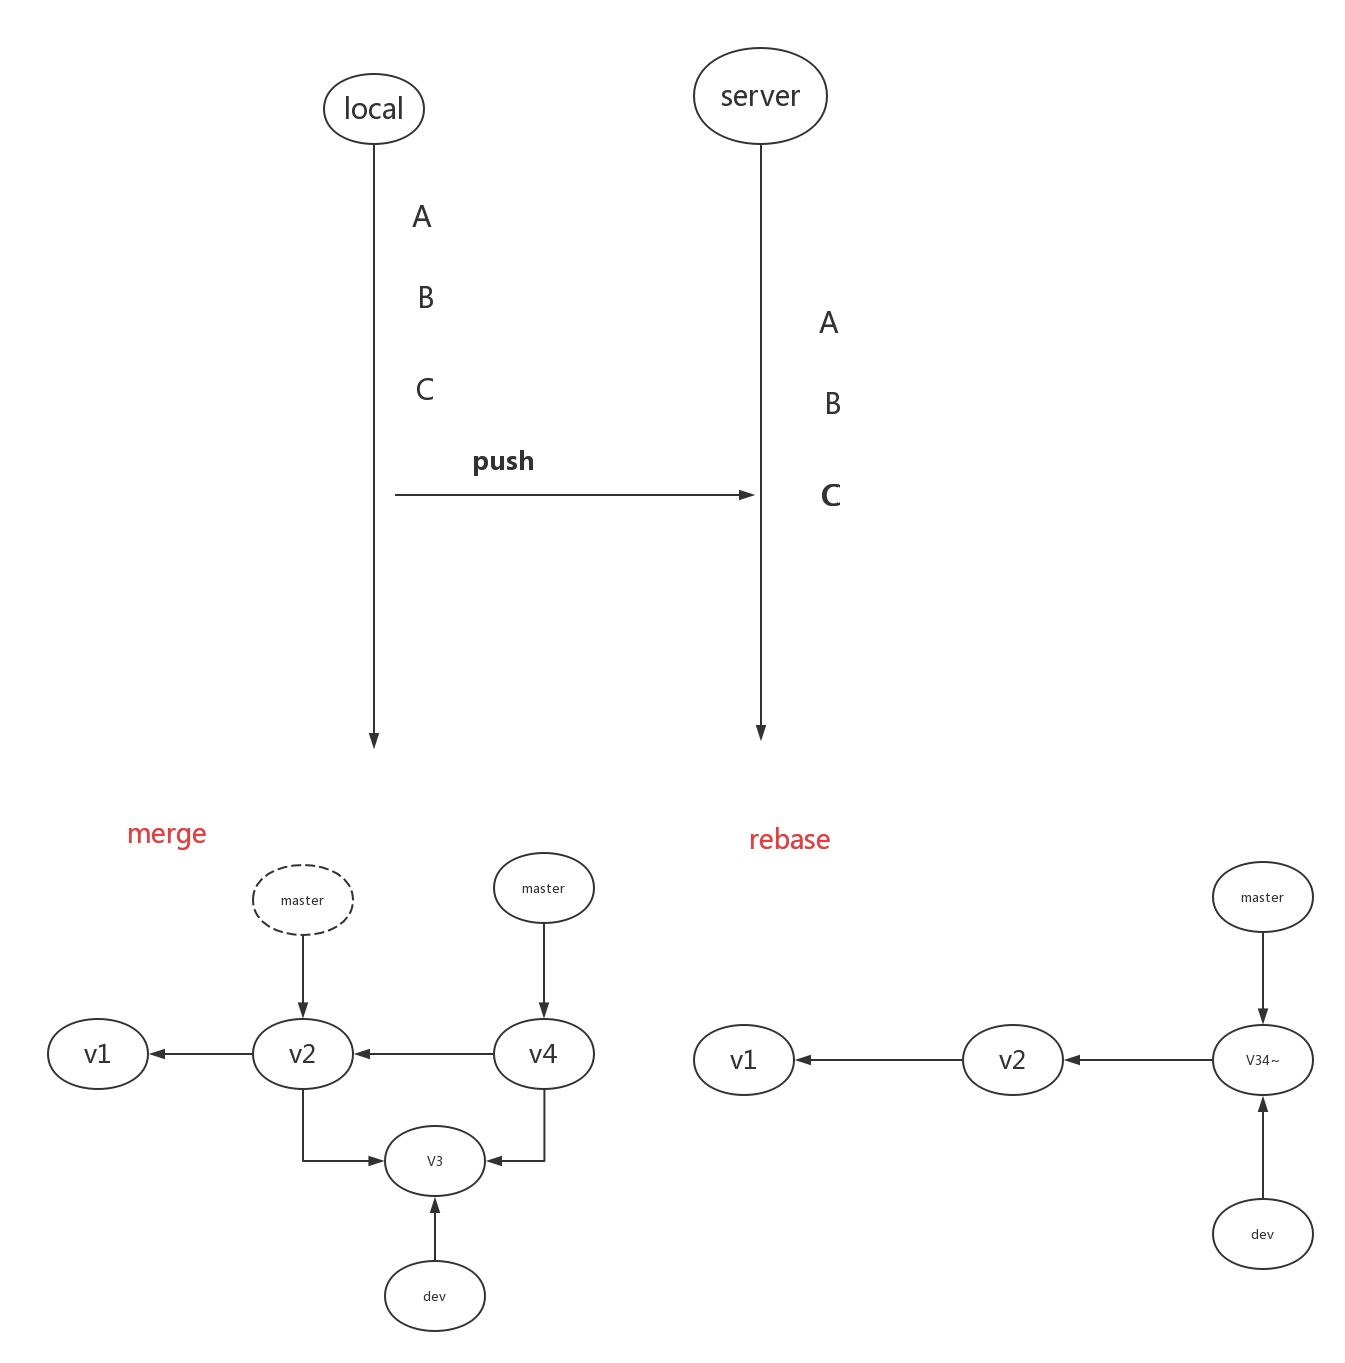 local
server
A
B
C
push
A
B
C
merge
master
master
v1
v2
v4
V3
dev
rebase
master
v1
v2
V34~
dev